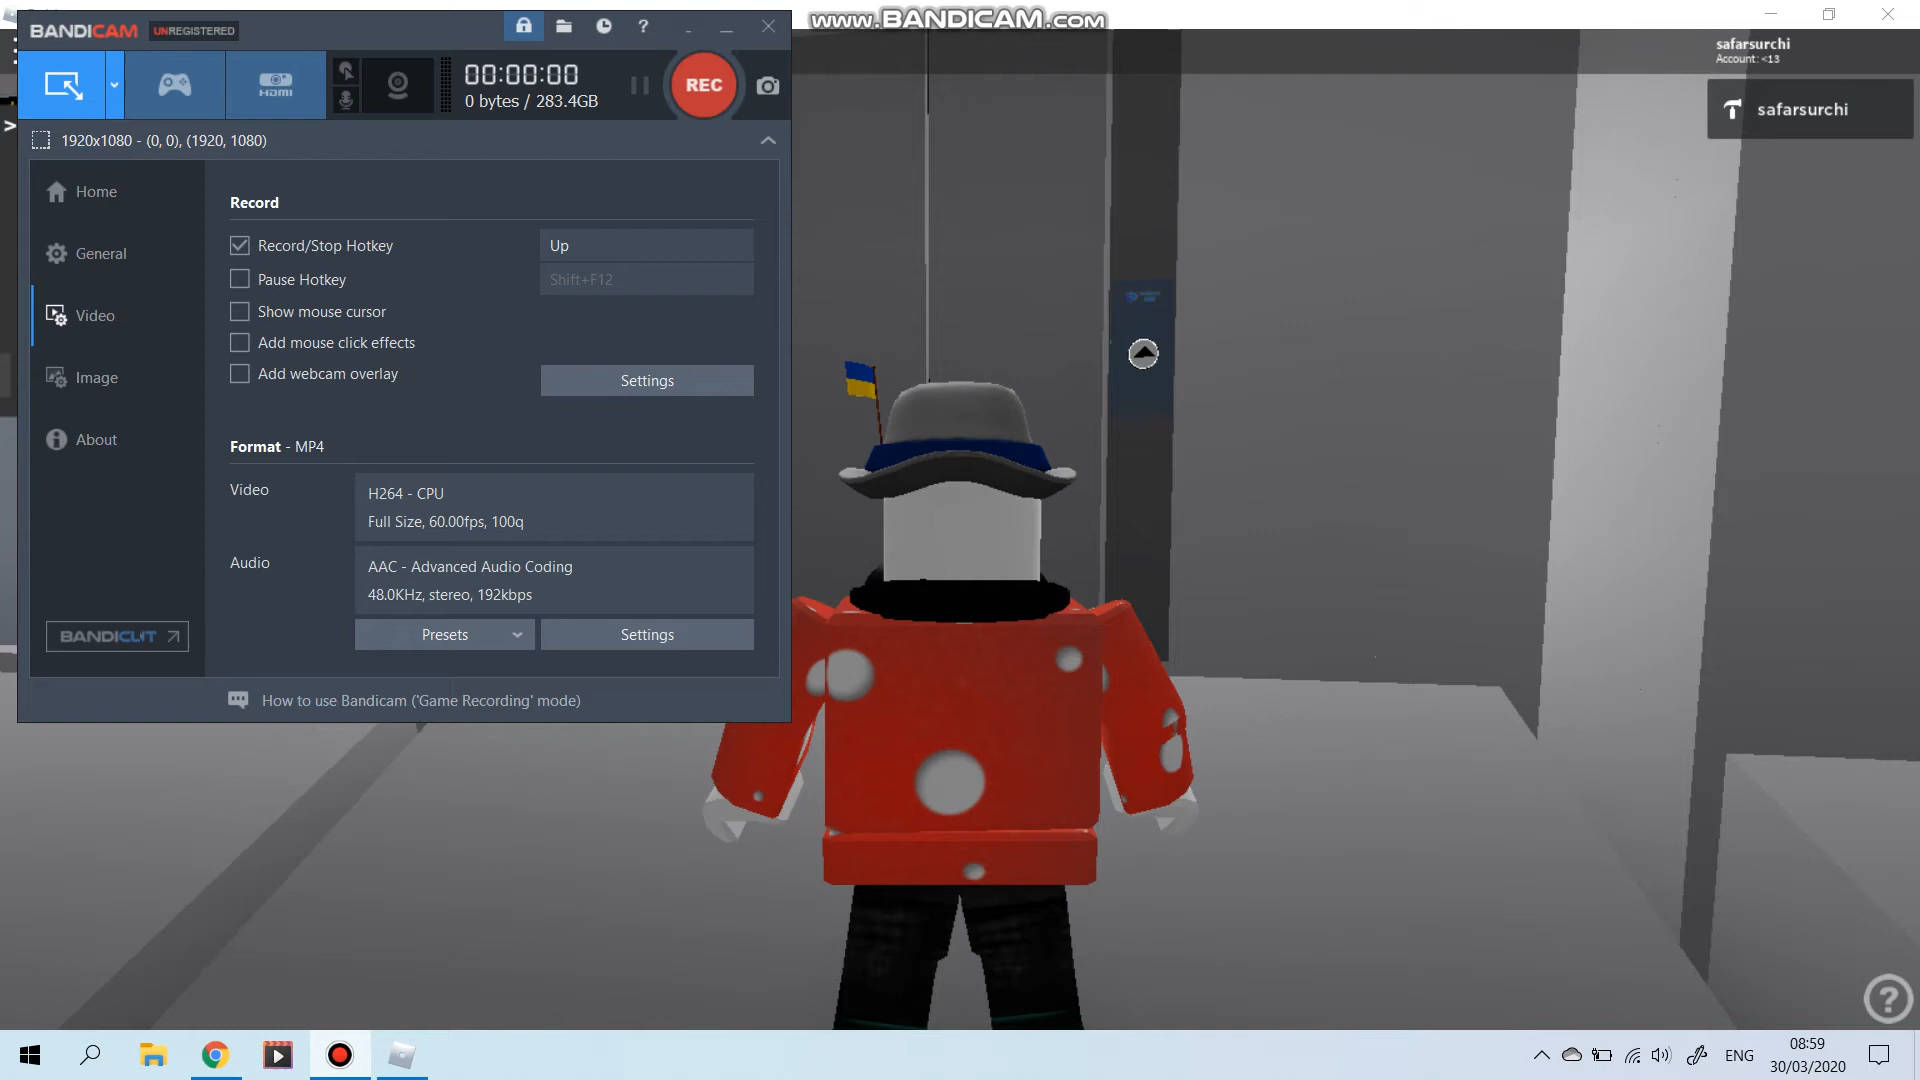 www.BANDICAM.com
BANDICAM UNREGISTERED
HDMI
00:00:00
0 bytes / 283.4GB
REC
1920x1080 - (0, 0), (1920, 1080)
Home
General
Video
Image
About
BANDICUT
Record
Record/Stop Hotkey
Up
Pause Hotkey
Shift+F12
Show mouse cursor
Add mouse click effects
Add webcam overlay
Settings
Format - MP4
Video
H264 - CPU
Full Size, 60.00fps, 100q
Audio
AAC - Advanced Audio Coding
48.0KHz, stereo, 192kbps
Presets
Settings
How to use Bandicam ('Game Recording' mode)
safarsurchi
Account: <13
safarsurchi
ENG
08:59
30/03/2020